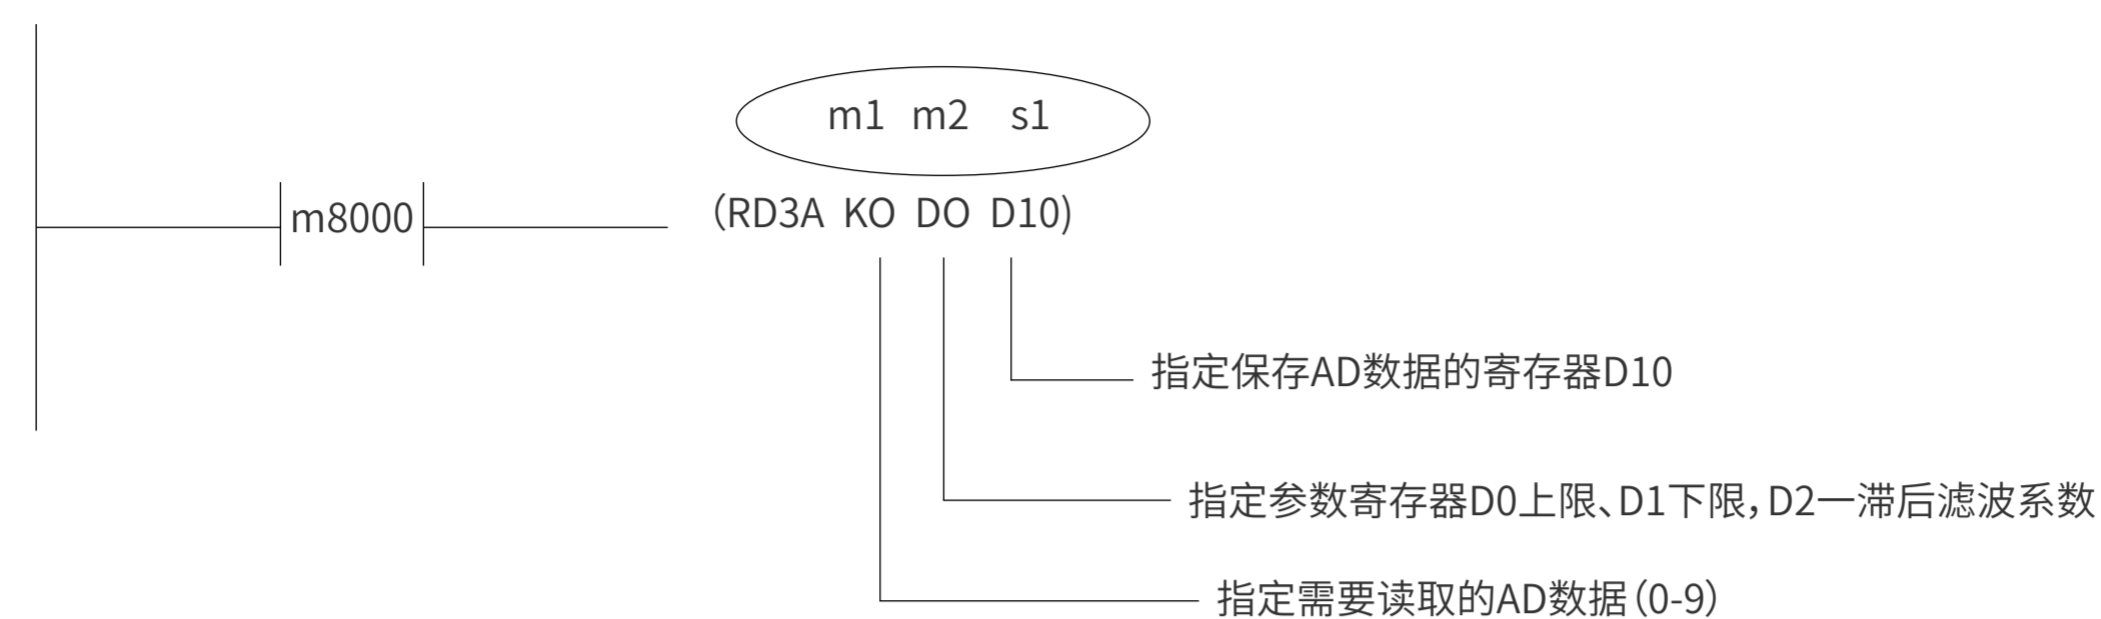 m1 m2 s1
m8000
(RD3A KO DO D10)
指定保存AD数据的寄存器D10
指定参数寄存器D0上限、D1下限，D2一滞后滤波系数
指定需要读取的AD数据（0-9）